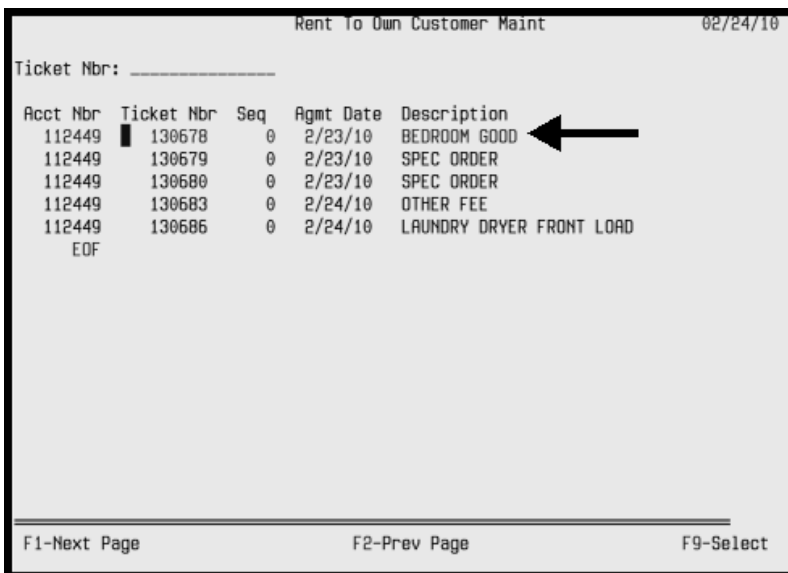 Rent To Own Customer Maint 02/24/10
Ticket Nbr: _______________
Acct Nbr Ticket Nbr Seq Agmt Date Description
112449 130678 0 2/23/10 BEDROOM GOOD
112449 130679 0 2/23/10 SPEC ORDER
112449 130680 0 2/23/10 SPEC ORDER
112449 130683 0 2/24/10 OTHER FEE
112449 130686 0 2/24/10 LAUNDRY DRYER FRONT LOAD
EOF
F1-Next Page F2-Prev Page F9-Select